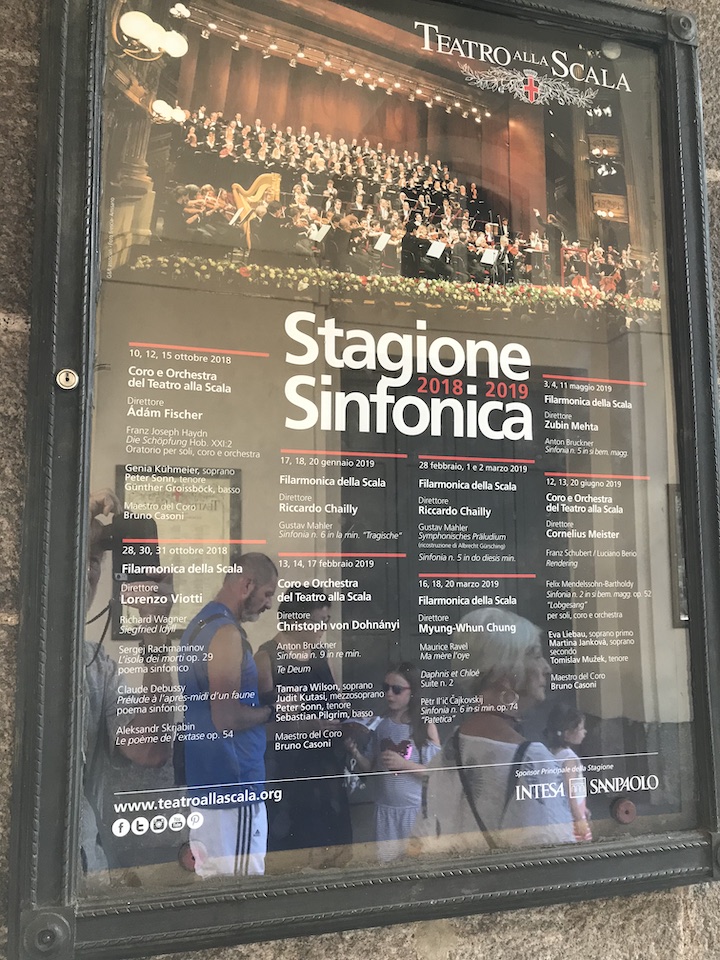 TEATRO ALLA SCALA
Stagione
2018 2019
Sinfonica
10, 12, 15 ottobre 2018
Coro e Orchestra
del Teatro alla Scala
Direttore
Ádám Fischer
Franz Joseph Haydn
Die Schöpfung Hob. XXI:2
Oratorio per soli, coro e orchestra
Genia Kühmeier, soprano
Peter Sonn, tenore
Günther Groissböck, basso
Maestro del Coro
Bruno Casoni
28, 30, 31 ottobre 2018
Filarmonica della Scala
Direttore
Lorenzo Viotti
Richard Wagner
Siegfried Idyll
Sergej Rachmaninov
L'isola dei morti op. 29
poema sinfonico
Claude Debussy
Prélude à l'après-midi d'un faune
poema sinfonico
Aleksandr Skrjabin
Le poème de l'extase op. 54
17, 18, 20 gennaio 2019
Filarmonica della Scala
Direttore
Riccardo Chailly
Gustav Mahler
Sinfonia n. 6 in la min. "Tragische"
13, 14, 17 febbraio 2019
Coro e Orchestra
del Teatro alla Scala
Direttore
Christoph von Dohnányi
Anton Bruckner
Sinfonia n. 9 in re min.
Te Deum
Tamara Wilson, soprano
Judit Kutasi, mezzosoprano
Peter Sonn, tenore
Sebastian Pilgrim, basso
Maestro del Coro
Bruno Casoni
28 febbraio, 1 e 2 marzo 2019
Filarmonica della Scala
Direttore
Riccardo Chailly
Gustav Mahler
Symphonisches Präludium
(ricostruzione di Albrecht Gürsching)
Sinfonia n. 5 in do diesis min.
16, 18, 20 marzo 2019
Filarmonica della Scala
Direttore
Myung-Whun Chung
Maurice Ravel
Ma mère l'oye
Daphnis et Chloé
Suite n. 2
Pëtr Il'ič Čajkovskij
Sinfonia n. 6 in si min. op. 74
"Patetica"
3, 4, 11 maggio 2019
Filarmonica della Scala
Direttore
Zubin Mehta
Anton Bruckner
Sinfonia n. 5 in si bem. magg.
12, 13, 20 giugno 2019
Coro e Orchestra
del Teatro alla Scala
Direttore
Cornelius Meister
Franz Schubert / Luciano Berio
Rendering
Felix Mendelssohn-Bartholdy
Sinfonia n. 2 in si bem. magg. op. 52
"Lobgesang"
per soli, coro e orchestra
Eva Liebau, soprano primo
Martina Janková, soprano
secondo
Tomislav Mužek, tenore
Maestro del Coro
Bruno Casoni
www.teatroallascala.org
Sponsor Principale della Stagione
INTESA SANPAOLO